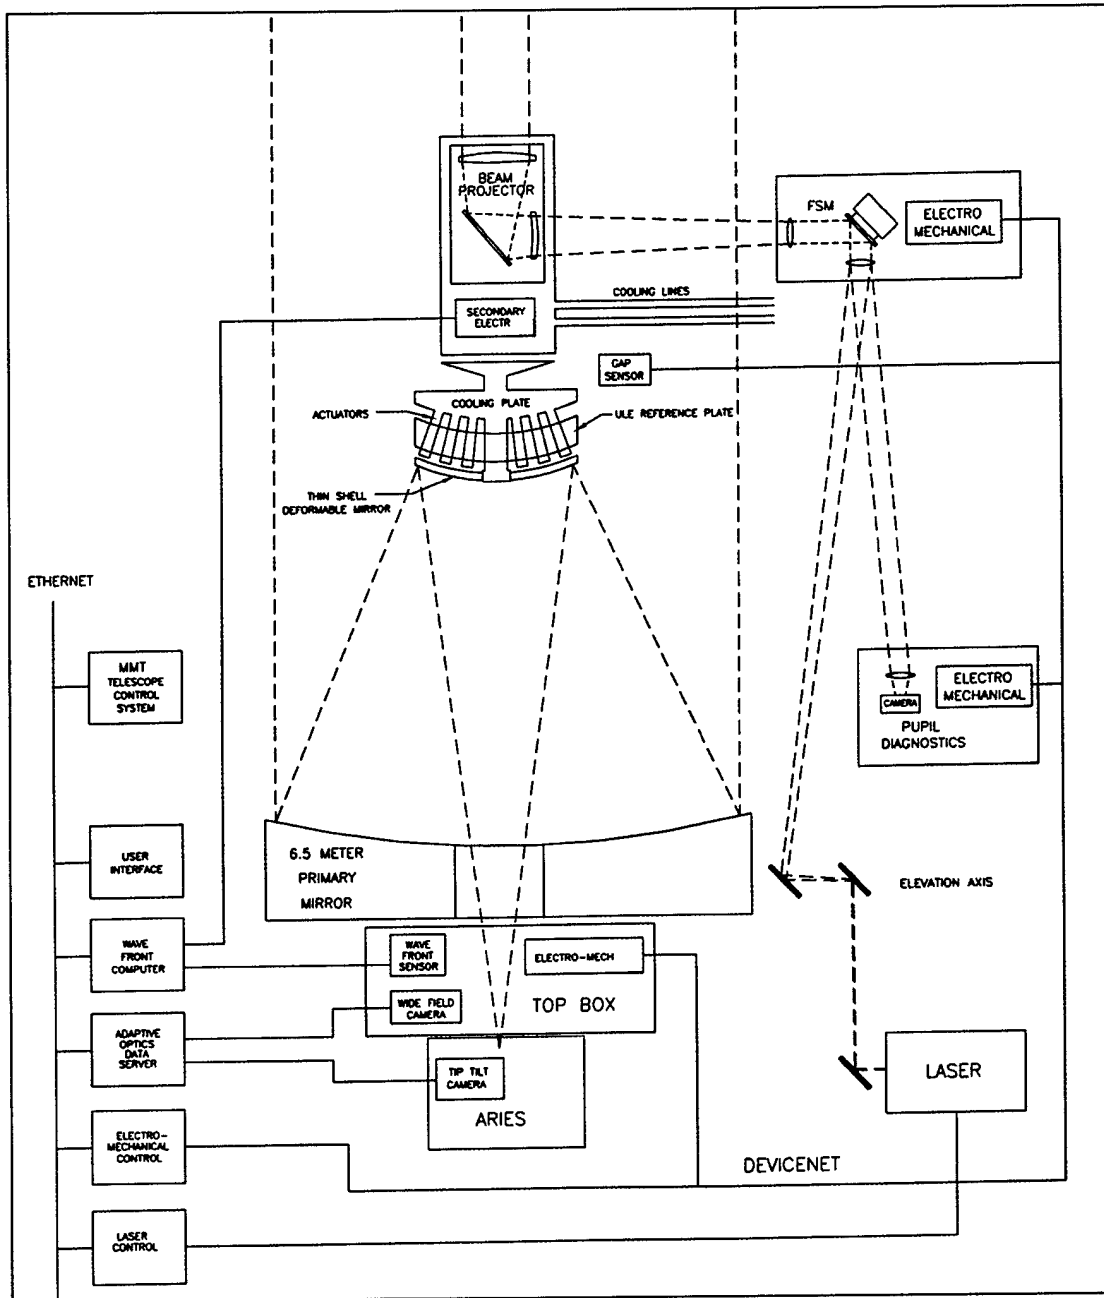 BEAM
PROJECTOR
FSM
ELECTRO
MECHANICAL
COOLING LINES
SECONDARY
ELECTR
GAP
SENSOR
COOLING PLATE
ACTUATORS
ULE REFERENCE PLATE
THIN SHELL
DEFORMABLE MIRROR
ETHERNET
MMT
TELESCOPE
CONTROL
SYSTEM
ELECTRO
MECHANICAL
CAMERA
PUPIL
DIAGNOSTICS
6.5 METER
PRIMARY
MIRROR
USER
INTERFACE
ELEVATION AXIS
WAVE
FRONT
COMPUTER
WAVE
FRONT
SENSOR
ELECTRO-MECH
WIDE FIELD
CAMERA
TOP BOX
ADAPTIVE
OPTICS
DATA
SERVER
TIP TILT
CAMERA
ARIES
LASER
ELECTRO-
MECHANICAL
CONTROL
DEVICENET
LASER
CONTROL